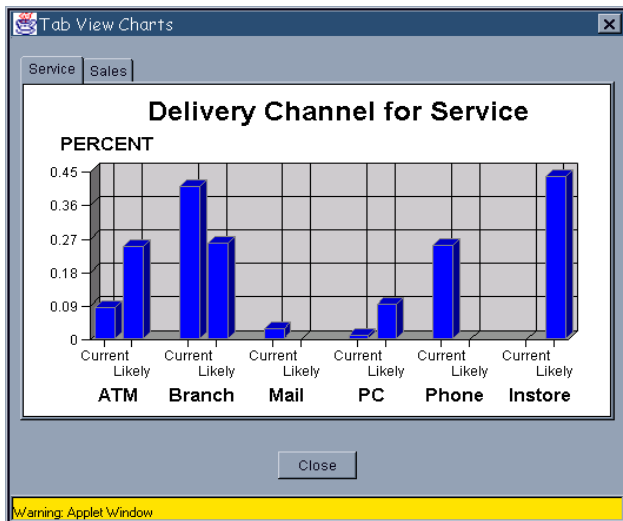 Tab View Charts
Service Sales
Delivery Channel for Service
PERCENT
0.45
0.36
0.27
0.18
0.09
0
Current Current Current Current Current Current
Likely Likely Likely Likely Likely Likely
ATM Branch Mail PC Phone Instore
Close
Warning: Applet Window